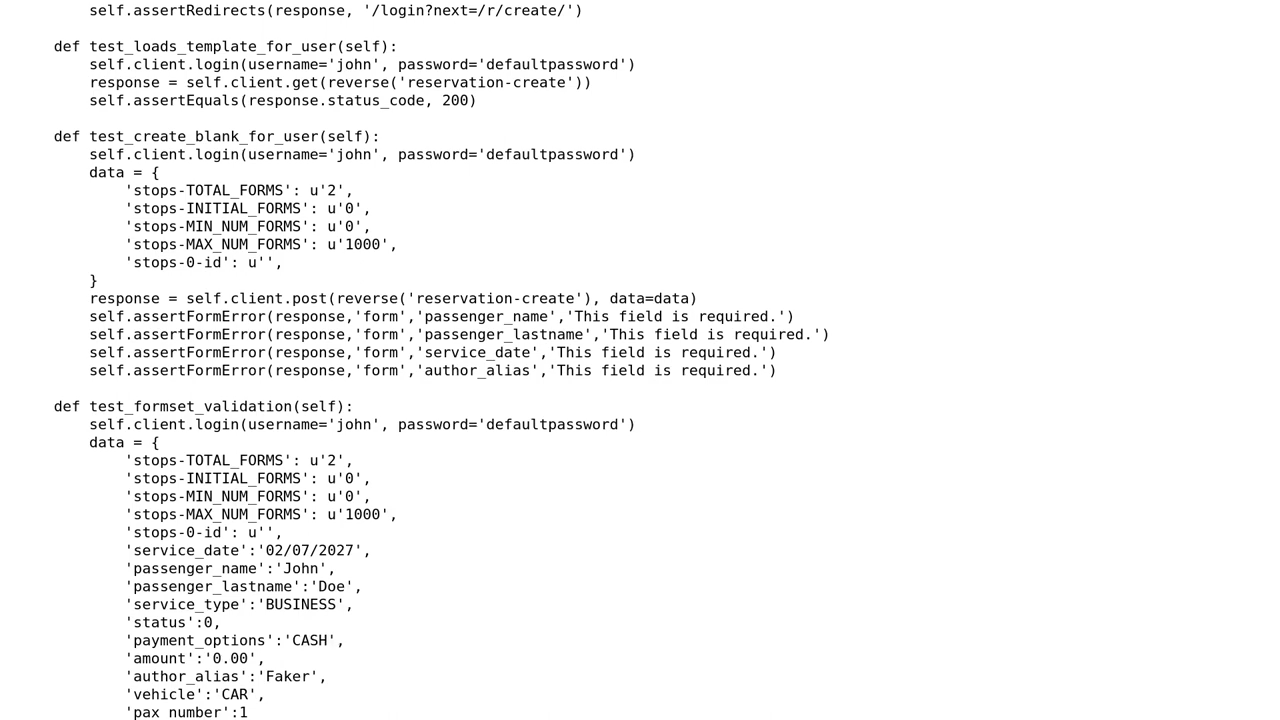 self.assertRedirects(response, '/login?next=/r/create/')

    def test_loads_template_for_user(self):
        self.client.login(username='john', password='defaultpassword')
        response = self.client.get(reverse('reservation-create'))
        self.assertEquals(response.status_code, 200)

    def test_create_blank_for_user(self):
        self.client.login(username='john', password='defaultpassword')
        data = {
            'stops-TOTAL_FORMS': u'2',
            'stops-INITIAL_FORMS': u'0',
            'stops-MIN_NUM_FORMS': u'0',
            'stops-MAX_NUM_FORMS': u'1000',
            'stops-0-id': u'',
        }
        response = self.client.post(reverse('reservation-create'), data=data)
        self.assertFormError(response,'form','passenger_name','This field is required.')
        self.assertFormError(response,'form','passenger_lastname','This field is required.')
        self.assertFormError(response,'form','service_date','This field is required.')
        self.assertFormError(response,'form','author_alias','This field is required.')

    def test_formset_validation(self):
        self.client.login(username='john', password='defaultpassword')
        data = {
            'stops-TOTAL_FORMS': u'2',
            'stops-INITIAL_FORMS': u'0',
            'stops-MIN_NUM_FORMS': u'0',
            'stops-MAX_NUM_FORMS': u'1000',
            'stops-0-id': u'',
            'service_date':'02/07/2027',
            'passenger_name':'John',
            'passenger_lastname':'Doe',
            'service_type':'BUSINESS',
            'status':0,
            'payment_options':'CASH',
            'amount':'0.00',
            'author_alias':'Faker',
            'vehicle':'CAR',
            'pax_number':1